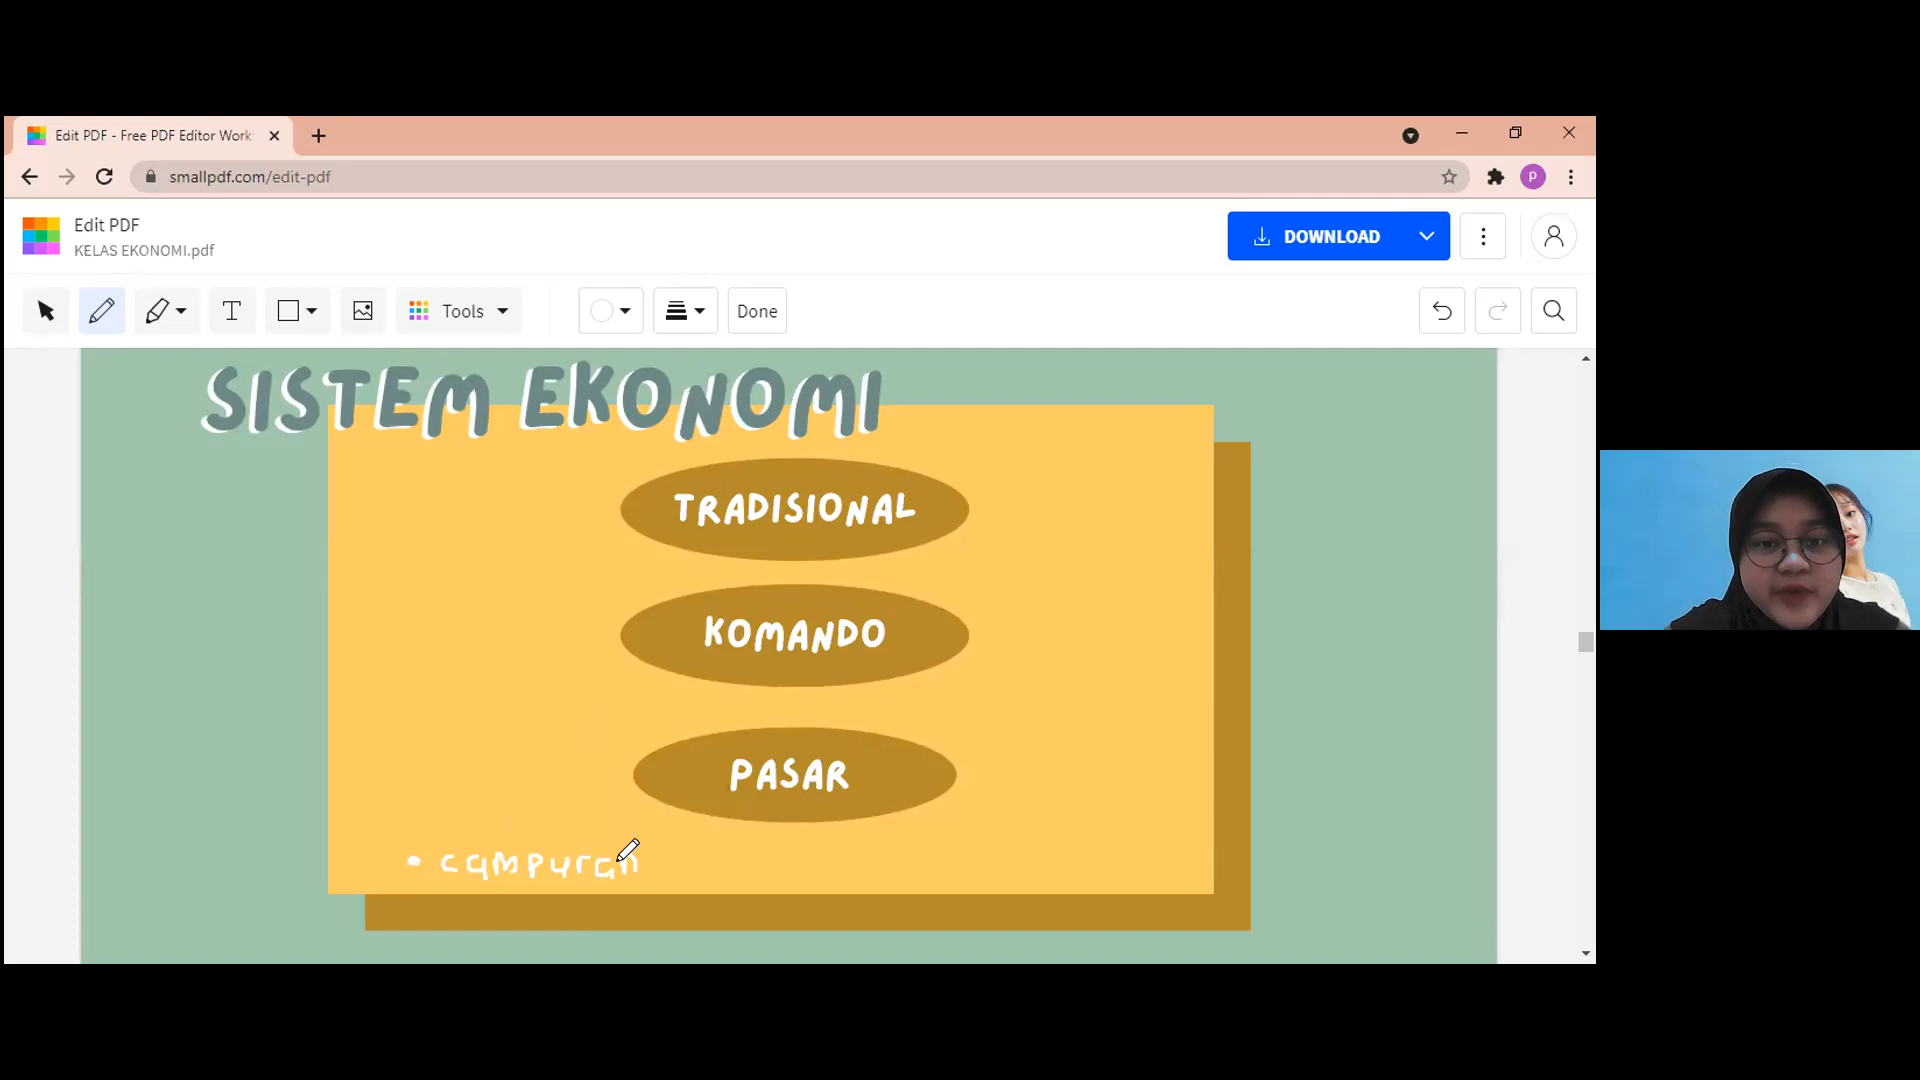 Edit PDF - Free PDF Editor Work
smallpdf.com/edit-pdf
P
Edit PDF
KELAS EKONOMI.pdf
DOWNLOAD
T
Tools
Done
SISTEM EKONOMI
TRADISIONAL
KOMANDO
PASAR
• campuran